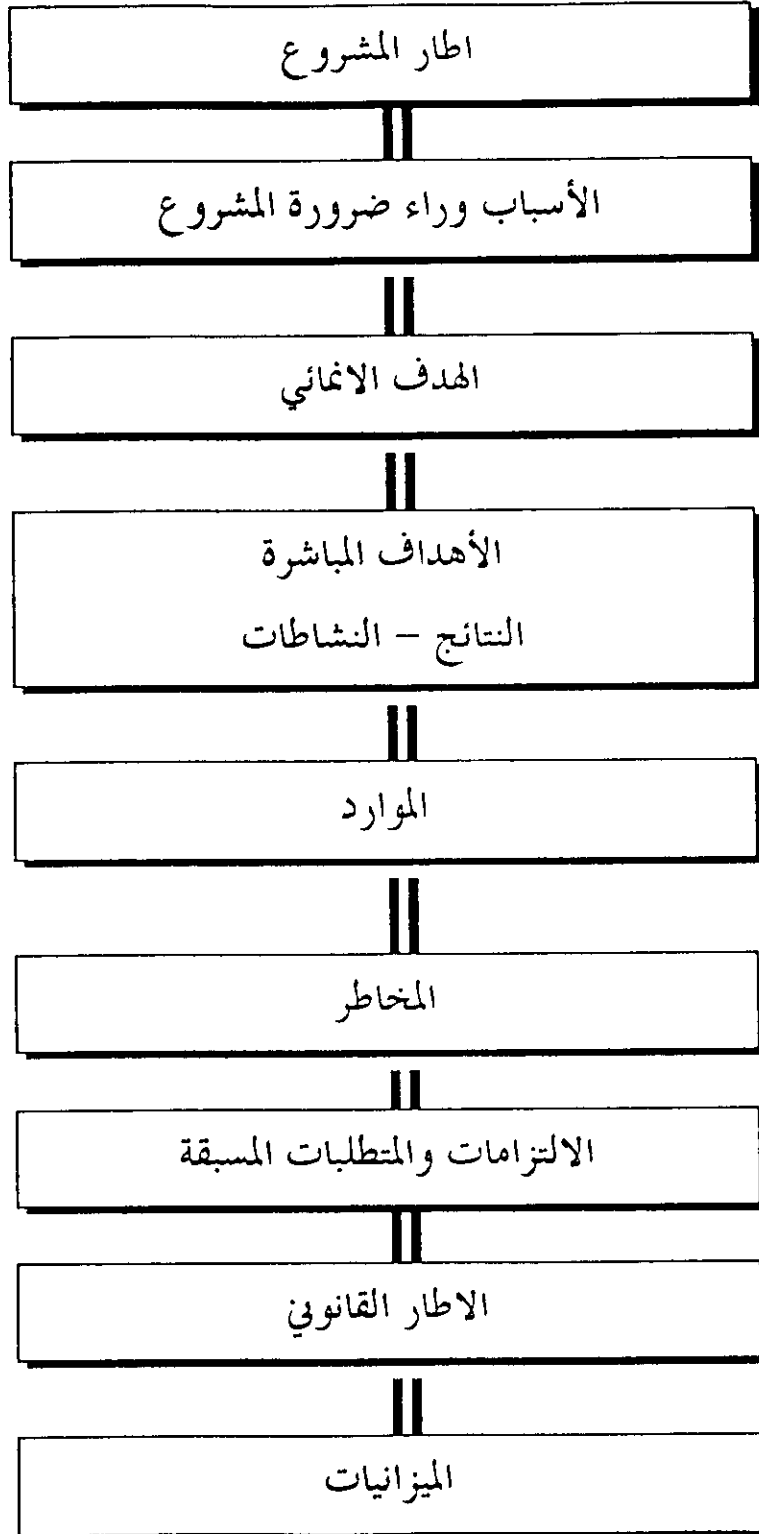 اطار المشروع
الأسباب وراء ضرورة المشروع
الهدف الانمائي
الأهداف المباشرة
النتائج – النشاطات
الموارد
المخاطر
الالتزامات والمتطلبات المسبقة
الاطار القانوني
الميزانيات